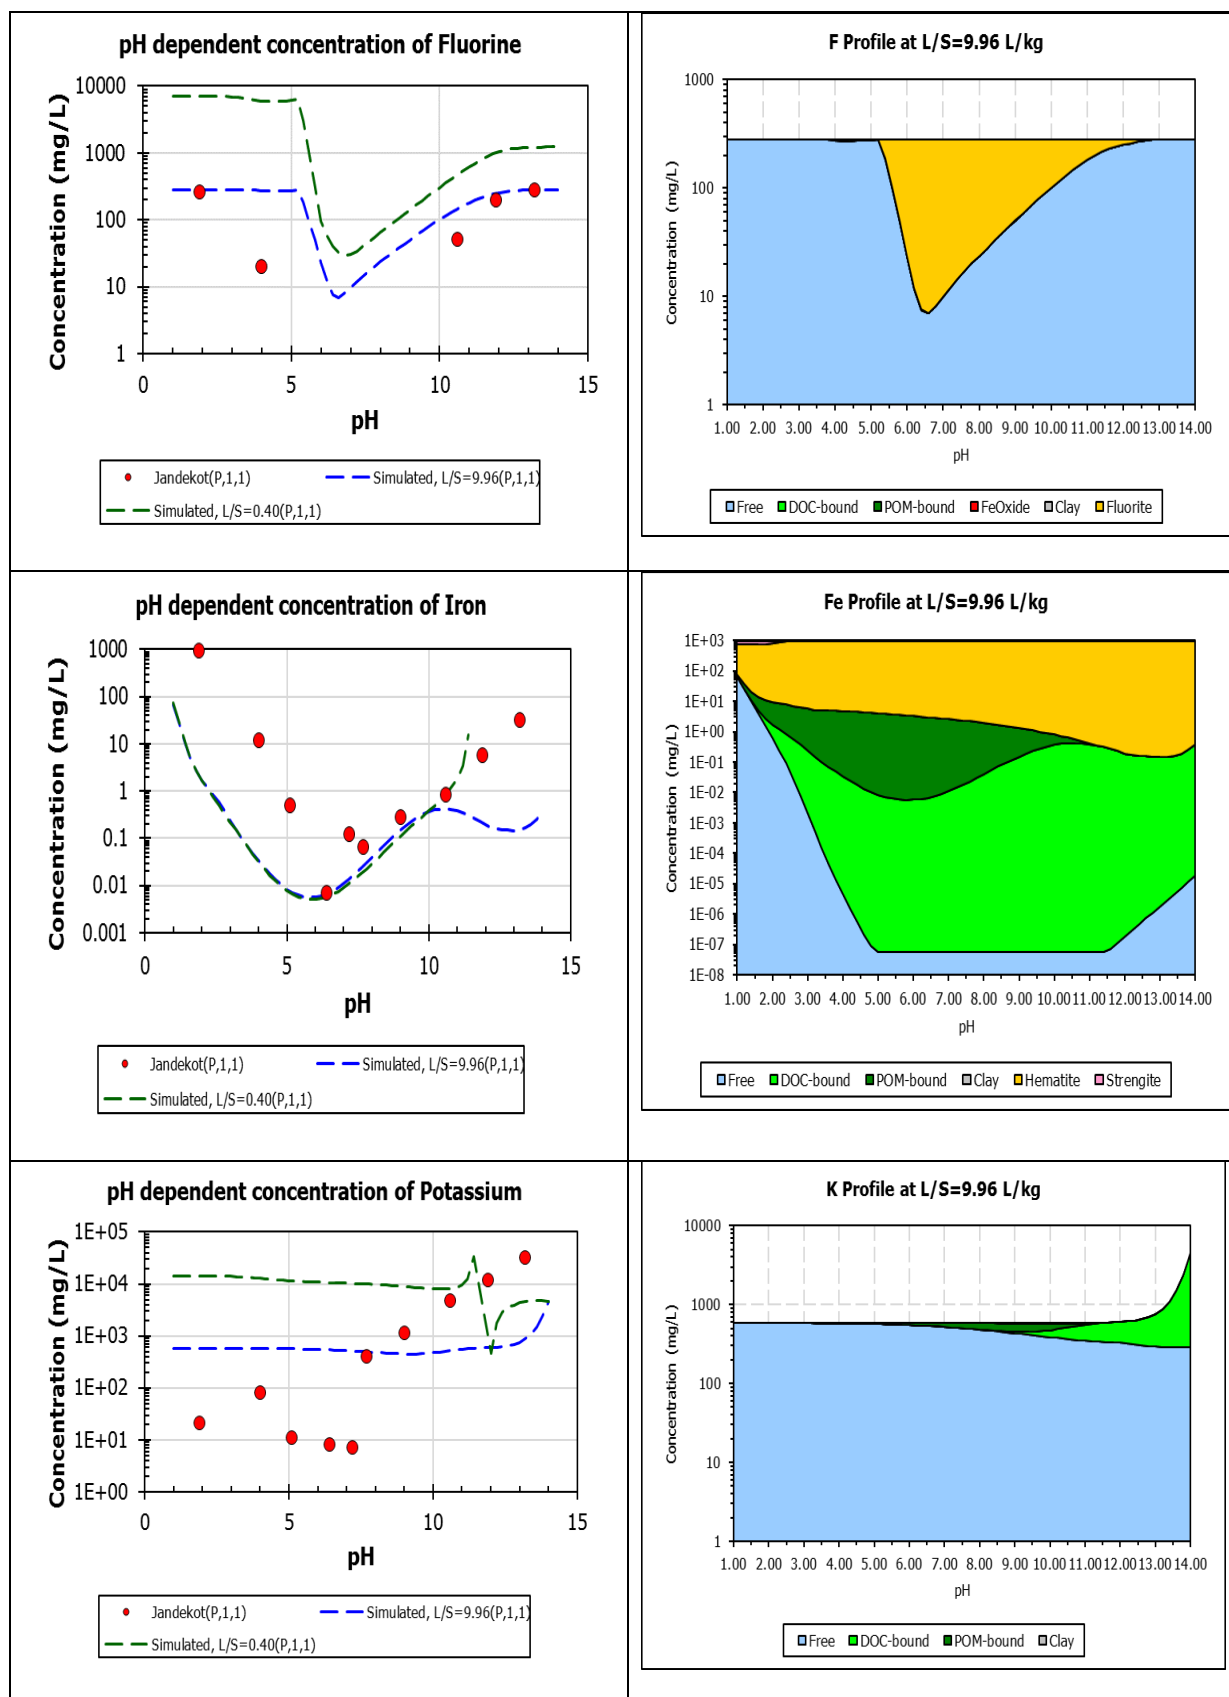 pH dependent concentration of Fluorine
Concentration (mg/L)
10000
1000
100
10
1
0 5 10 15
pH
Jandekot(P,1,1) Simulated, L/S=9.96(P,1,1)
Simulated, L/S=0.40(P,1,1)
F Profile at L/S=9.96 L/kg
Concentration (mg/L)
1000
100
10
1
1.00 2.00 3.00 4.00 5.00 6.00 7.00 8.00 9.00 10.00 11.00 12.00 13.00 14.00
pH
Free DOC-bound POM-bound FeOxide Clay Fluorite
pH dependent concentration of Iron
Concentration (mg/L)
1000
100
10
1
0.1
0.01
0.001
0 5 10 15
pH
Jandekot(P,1,1) Simulated, L/S=9.96(P,1,1)
Simulated, L/S=0.40(P,1,1)
Fe Profile at L/S=9.96 L/kg
Concentration (mg/L)
1E+03
1E+02
1E+01
1E+00
1E-01
1E-02
1E-03
1E-04
1E-05
1E-06
1E-07
1E-08
1.00 2.00 3.00 4.00 5.00 6.00 7.00 8.00 9.00 10.00 11.00 12.00 13.00 14.00
pH
Free DOC-bound POM-bound Clay Hematite Strengite
pH dependent concentration of Potassium
Concentration (mg/L)
1E+05
1E+04
1E+03
1E+02
1E+01
1E+00
0 5 10 15
pH
Jandekot(P,1,1) Simulated, L/S=9.96(P,1,1)
Simulated, L/S=0.40(P,1,1)
K Profile at L/S=9.96 L/kg
Concentration (mg/L)
10000
1000
100
10
1
1.00 2.00 3.00 4.00 5.00 6.00 7.00 8.00 9.00 10.00 11.00 12.00 13.00 14.00
pH
Free DOC-bound POM-bound Clay